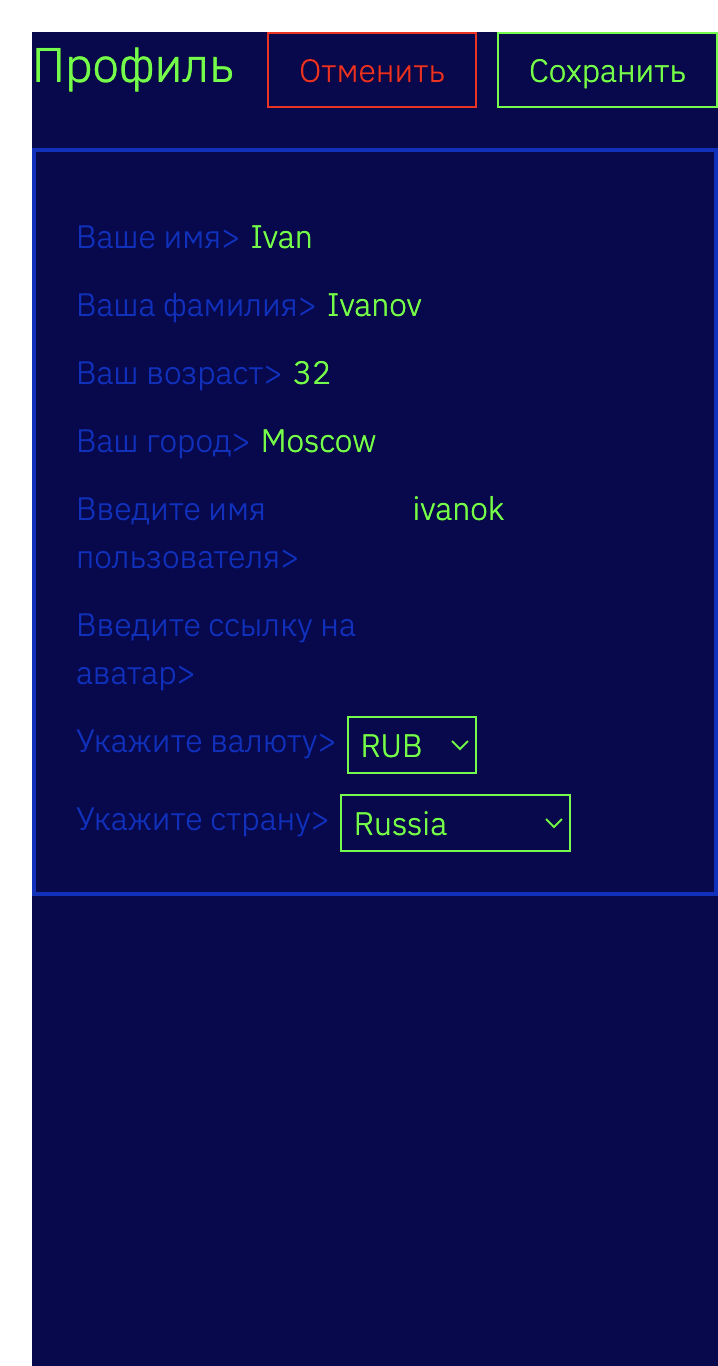 Профиль Отменить Сохранить
Ваше имя> Ivan
Ваша фамилия> Ivanov
Ваш возраст> 32
Ваш город> Moscow
Введите имя ivanok
пользователя>
Введите ссылку на
аватар>
Укажите валюту> RUB
Укажите страну> Russia